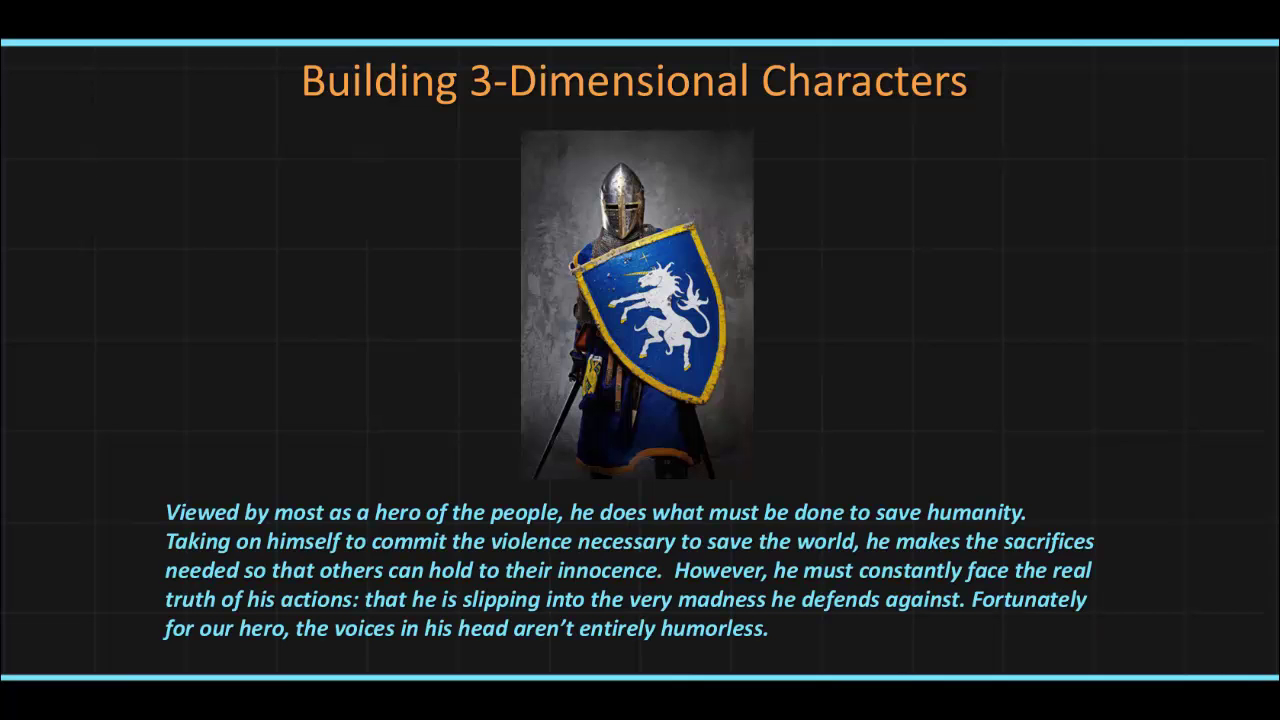 Building 3-Dimensional Characters
Viewed by most as a hero of the people, he does what must be done to save humanity.
Taking on himself to commit the violence necessary to save the world, he makes the sacrifices
needed so that others can hold to their innocence.  However, he must constantly face the real
truth of his actions: that he is slipping into the very madness he defends against. Fortunately
for our hero, the voices in his head aren’t entirely humorless.